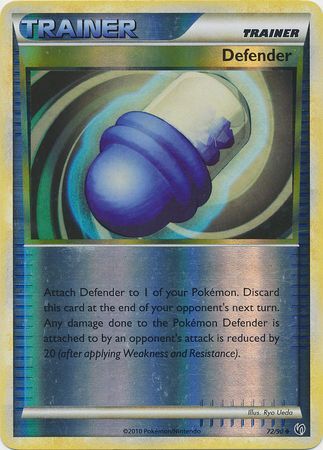 TRAINER
TRAINER
Defender
Attach Defender to 1 of your Pokémon. Discard
this card at the end of your opponent's next turn.
Any damage done to the Pokémon Defender is
attached to by an opponent's attack is reduced by
20 (after applying Weakness and Resistance).
Illus. Ryo Ueda
©2010 Pokémon/Nintendo
72/90